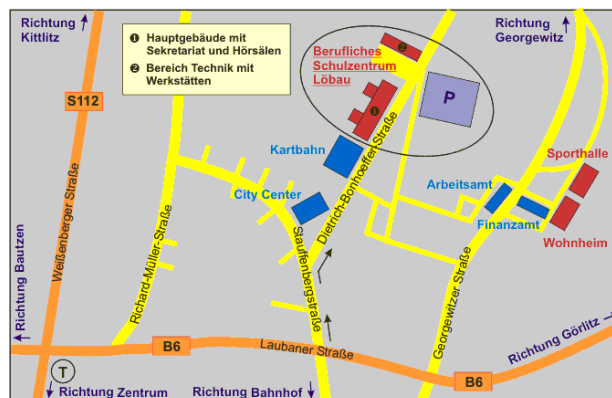 Richtung
Kittlitz
❶ Hauptgebäude mit
Sekretariat und Hörsälen
❷ Bereich Technik mit
Werkstätten
Berufliches
Schulzentrum
Löbau
❷
❶
P
Richtung
Georgewitz
S112
Kartbahn
City Center
Arbeitsamt
Finanzamt
Sporthalle
Wohnheim
Weißenberger Straße
Richard-Müller-Straße
Stauffenbergstraße
Dietrich-Bonhoeffer Straße
Georgewitzer Straße
Richtung Bautzen
B6
Laubaner Straße
B6
Richtung Görlitz
T
Richtung Zentrum
Richtung Bahnhof